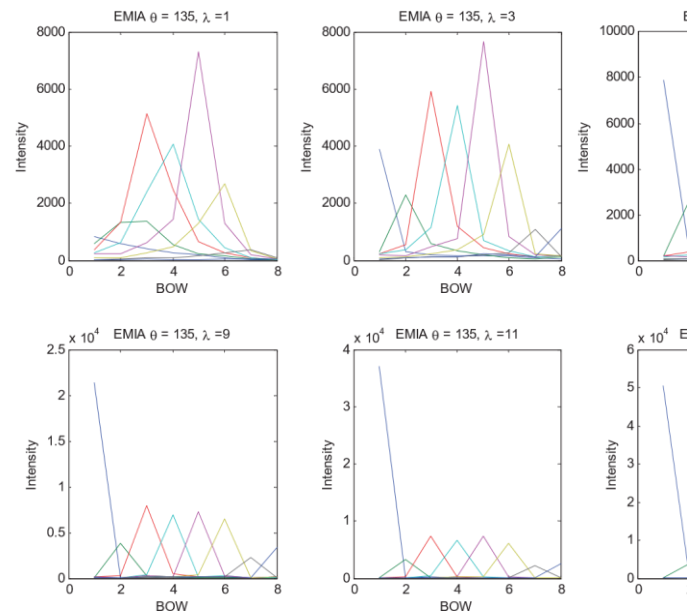 EMIA θ = 135, λ =1
8000
6000
4000
2000
0
Intensity
0 2 4 6 8
BOW
EMIA θ = 135, λ =3
8000
6000
4000
2000
0
Intensity
0 2 4 6 8
BOW
E
10000
8000
6000
4000
2000
0
Intensity
0
EMIA θ = 135, λ =9
x 10⁴
2.5
2
1.5
1
0.5
0
Intensity
0 2 4 6 8
BOW
EMIA θ = 135, λ =11
x 10⁴
4
3
2
1
0
Intensity
0 2 4 6 8
BOW
E
x 10⁴
6
5
4
3
2
1
0
Intensity
0